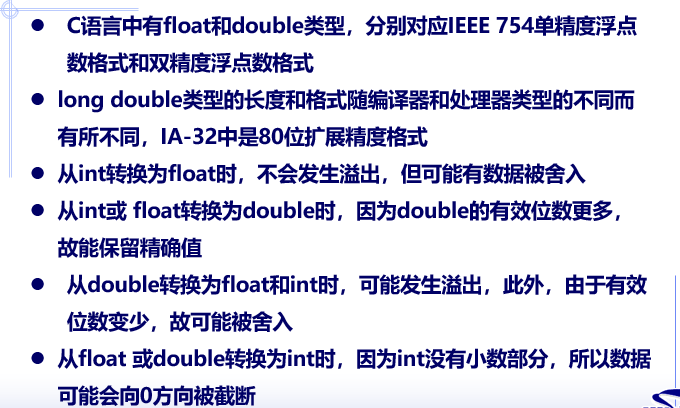 ● C语言中有float和double类型，分别对应IEEE 754单精度浮点
数格式和双精度浮点数格式
● long double类型的长度和格式随编译器和处理器类型的不同而
有所不同，IA-32中是80位扩展精度格式
● 从int转换为float时，不会发生溢出，但可能有数据被舍入
● 从int或 float转换为double时，因为double的有效位数更多，
故能保留精确值
● 从double转换为float和int时，可能发生溢出，此外，由于有效
位数变少，故可能被舍入
● 从float 或double转换为int时，因为int没有小数部分，所以数据
可能会向0方向被截断